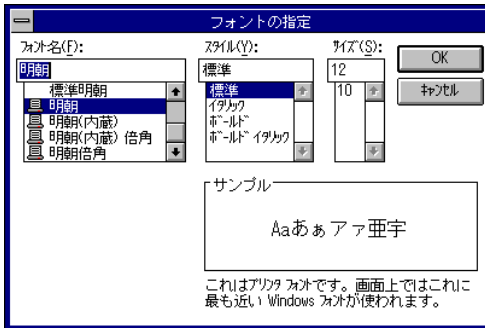 フォントの指定
ﾌｫﾝﾄ名(F):
明朝
標準明朝
明朝
明朝(内蔵)
明朝(内蔵) 倍角
明朝倍角
ｽﾀｲﾙ(Y):
標準
標準
ｲﾀﾘｯｸ
ﾎﾞｰﾙﾄﾞ
ﾎﾞｰﾙﾄﾞ ｲﾀﾘｯｸ
ｻｲｽﾞ(S):
12
10
OK
ｷｬﾝｾﾙ
サンプル
Aaあぁアァ亜宇
これはﾌﾟﾘﾝﾀ ﾌｫﾝﾄです。画面上ではこれに
最も近い Windows ﾌｫﾝﾄが使われます。